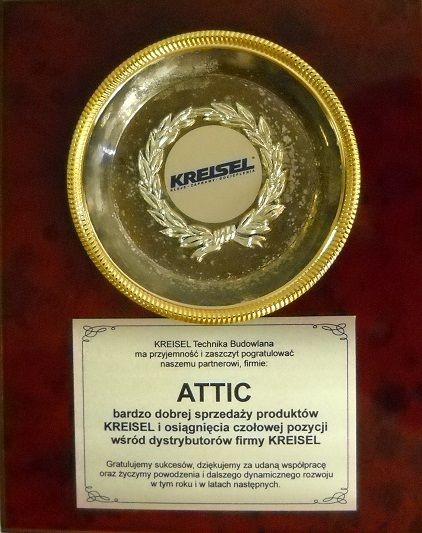 KREISEL
KREISEL Technika Budowlana
ma przyjemność i zaszczyt pogratulować
naszemu partnerowi, firmie:
ATTIC
bardzo dobrej sprzedaży produktów
KREISEL i osiągnięcia czołowej pozycji
wśród dystrybutorów firmy KREISEL
Gratulujemy sukcesów, dziękujemy za udaną współpracę
oraz życzymy powodzenia i dalszego dynamicznego rozwoju
w tym roku i w latach następnych.